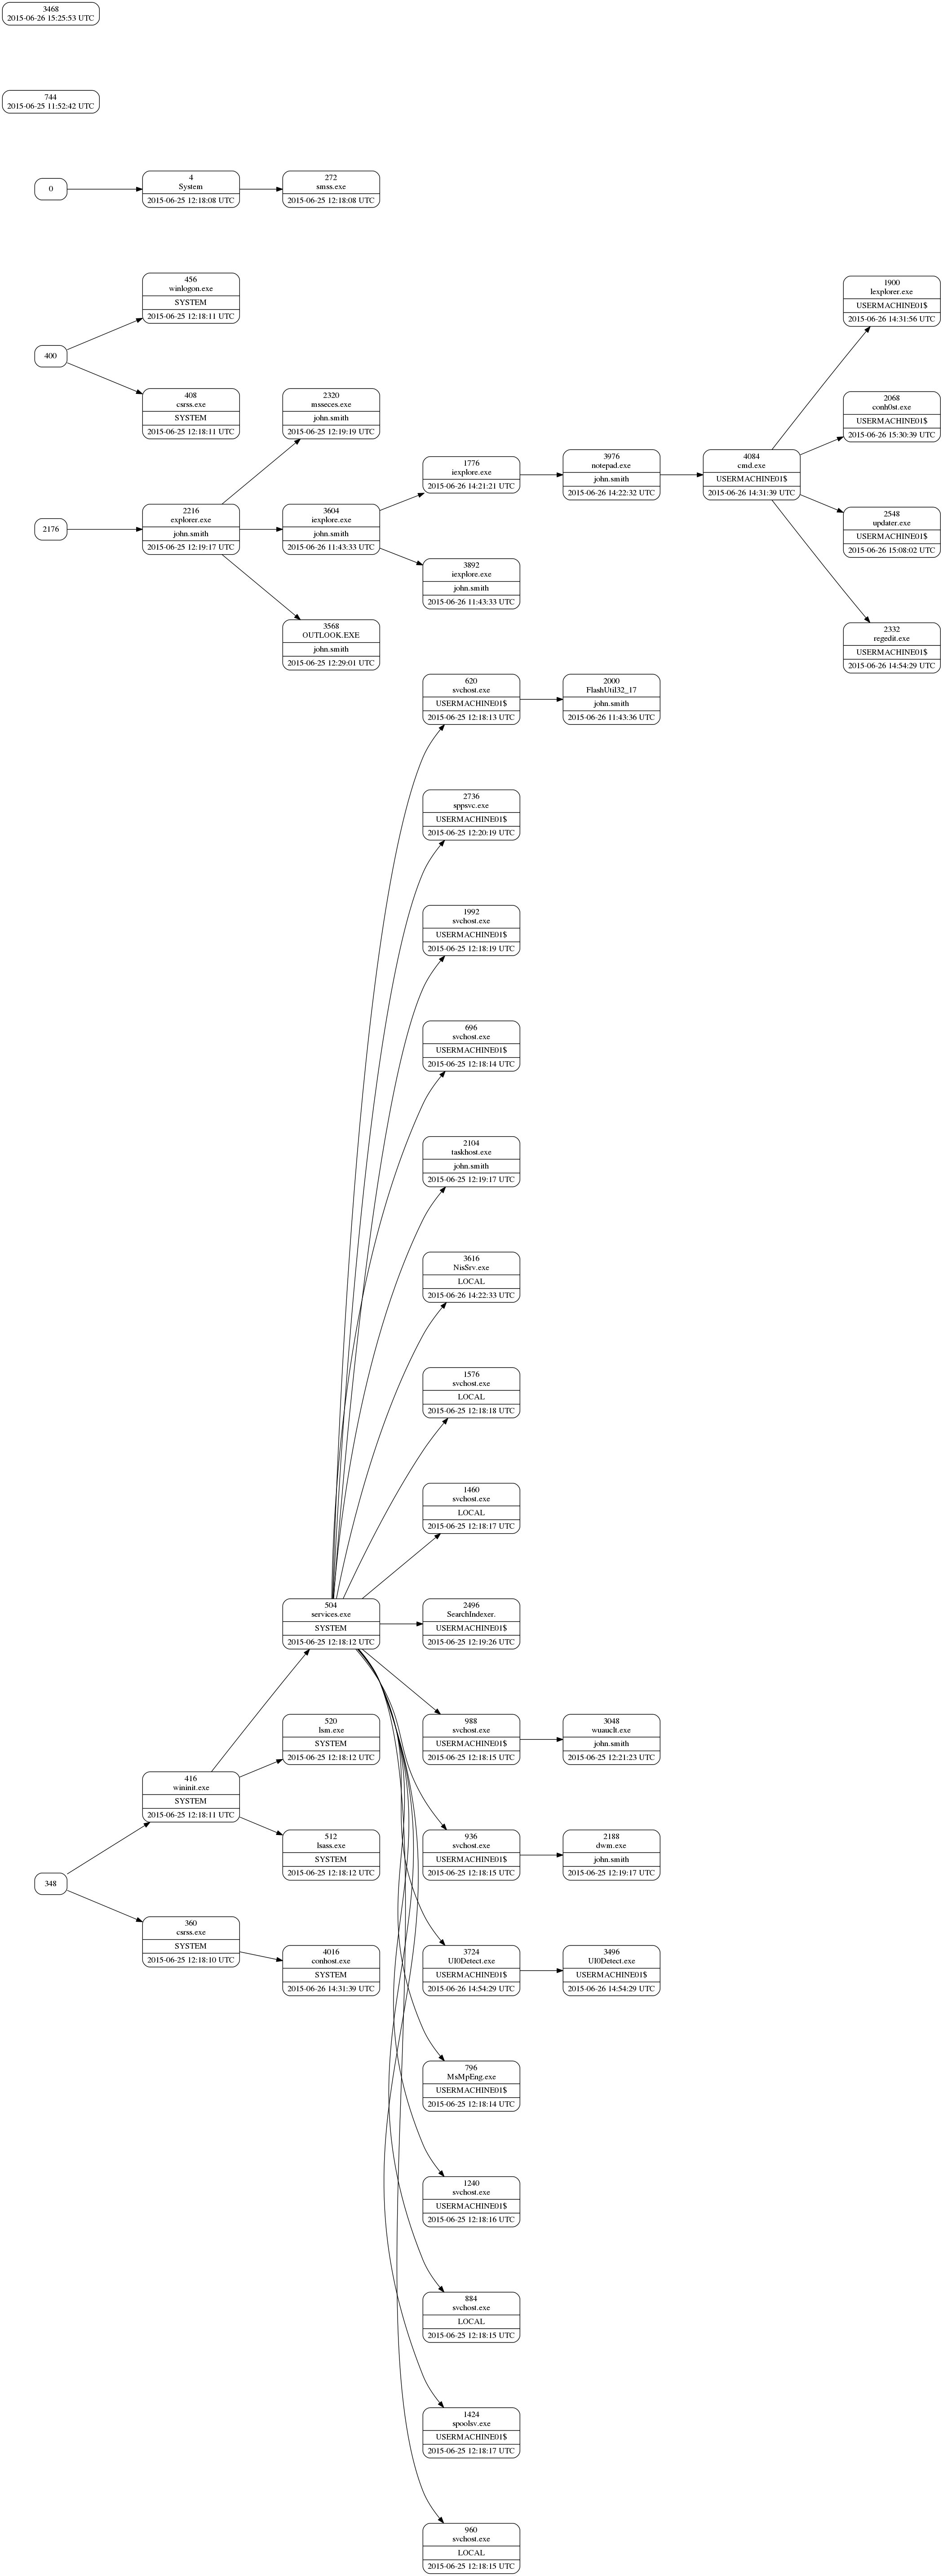 3468
2015-06-26 15:25:53 UTC
744
2015-06-25 11:52:42 UTC
0
4
System
2015-06-25 12:18:08 UTC
272
smss.exe
2015-06-25 12:18:08 UTC
400
456
winlogon.exe
SYSTEM
2015-06-25 12:18:11 UTC
408
csrss.exe
SYSTEM
2015-06-25 12:18:11 UTC
2176
2216
explorer.exe
john.smith
2015-06-25 12:19:17 UTC
2320
msseces.exe
john.smith
2015-06-25 12:19:19 UTC
3604
iexplore.exe
john.smith
2015-06-26 11:43:33 UTC
3568
OUTLOOK.EXE
john.smith
2015-06-25 12:29:01 UTC
1776
iexplore.exe
2015-06-26 14:21:21 UTC
3892
iexplore.exe
john.smith
2015-06-26 11:43:33 UTC
3976
notepad.exe
john.smith
2015-06-26 14:22:32 UTC
4084
cmd.exe
USERMACHINE01$
2015-06-26 14:31:39 UTC
1900
lexplorer.exe
USERMACHINE01$
2015-06-26 14:31:56 UTC
2068
conh0st.exe
USERMACHINE01$
2015-06-26 15:30:39 UTC
2548
updater.exe
USERMACHINE01$
2015-06-26 15:08:02 UTC
2332
regedit.exe
USERMACHINE01$
2015-06-26 14:54:29 UTC
620
svchost.exe
USERMACHINE01$
2015-06-25 12:18:13 UTC
2000
FlashUtil32_17
john.smith
2015-06-26 11:43:36 UTC
2736
sppsvc.exe
USERMACHINE01$
2015-06-25 12:20:19 UTC
1992
svchost.exe
USERMACHINE01$
2015-06-25 12:18:19 UTC
696
svchost.exe
USERMACHINE01$
2015-06-25 12:18:14 UTC
2104
taskhost.exe
john.smith
2015-06-25 12:19:17 UTC
3616
NisSrv.exe
LOCAL
2015-06-26 14:22:33 UTC
1576
svchost.exe
LOCAL
2015-06-25 12:18:18 UTC
1460
svchost.exe
LOCAL
2015-06-25 12:18:17 UTC
504
services.exe
SYSTEM
2015-06-25 12:18:12 UTC
2496
SearchIndexer.
USERMACHINE01$
2015-06-25 12:19:26 UTC
520
lsm.exe
SYSTEM
2015-06-25 12:18:12 UTC
988
svchost.exe
USERMACHINE01$
2015-06-25 12:18:15 UTC
3048
wuauclt.exe
john.smith
2015-06-25 12:21:23 UTC
416
wininit.exe
SYSTEM
2015-06-25 12:18:11 UTC
512
lsass.exe
SYSTEM
2015-06-25 12:18:12 UTC
936
svchost.exe
USERMACHINE01$
2015-06-25 12:18:15 UTC
2188
dwm.exe
john.smith
2015-06-25 12:19:17 UTC
348
360
csrss.exe
SYSTEM
2015-06-25 12:18:10 UTC
4016
conhost.exe
SYSTEM
2015-06-26 14:31:39 UTC
3724
UI0Detect.exe
USERMACHINE01$
2015-06-26 14:54:29 UTC
3496
UI0Detect.exe
USERMACHINE01$
2015-06-26 14:54:29 UTC
796
MsMpEng.exe
USERMACHINE01$
2015-06-25 12:18:14 UTC
1240
svchost.exe
USERMACHINE01$
2015-06-25 12:18:16 UTC
884
svchost.exe
LOCAL
2015-06-25 12:18:15 UTC
1424
spoolsv.exe
USERMACHINE01$
2015-06-25 12:18:17 UTC
960
svchost.exe
LOCAL
2015-06-25 12:18:15 UTC